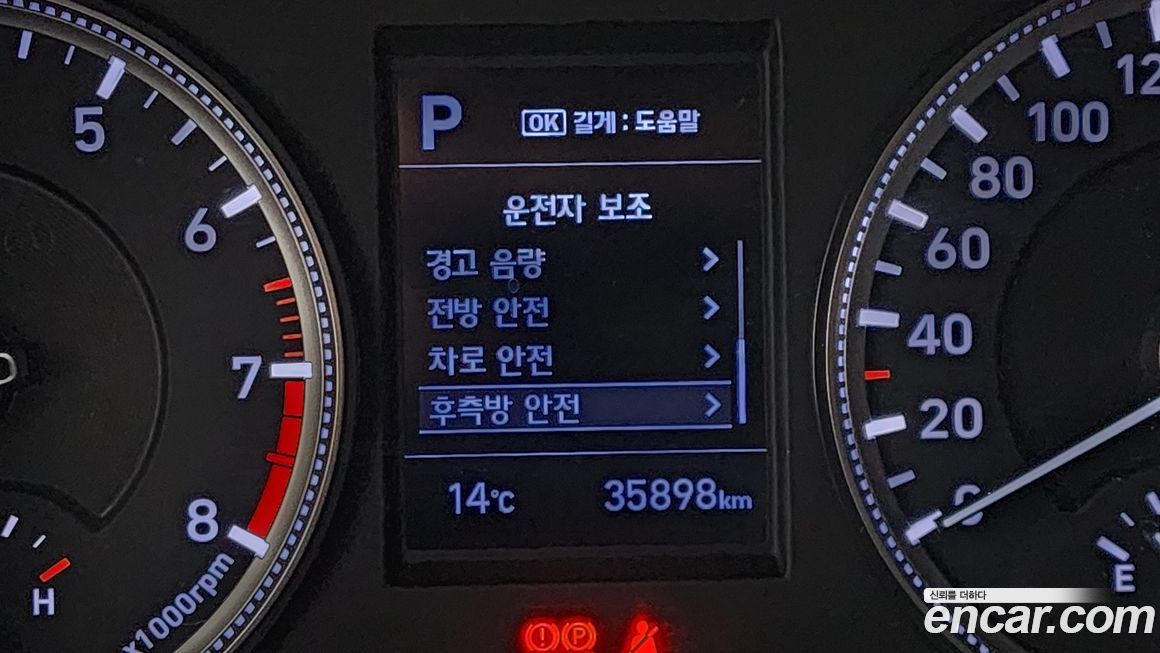 P
OK 길게 : 도움말
운전자 보조
경고 음량
전방 안전
차로 안전
후측방 안전
14℃ 35898km
5
6
7
8
x1000rpm
H
12
100
80
60
40
20
0
E
(!) (P)
신뢰를 더하다
encar.com